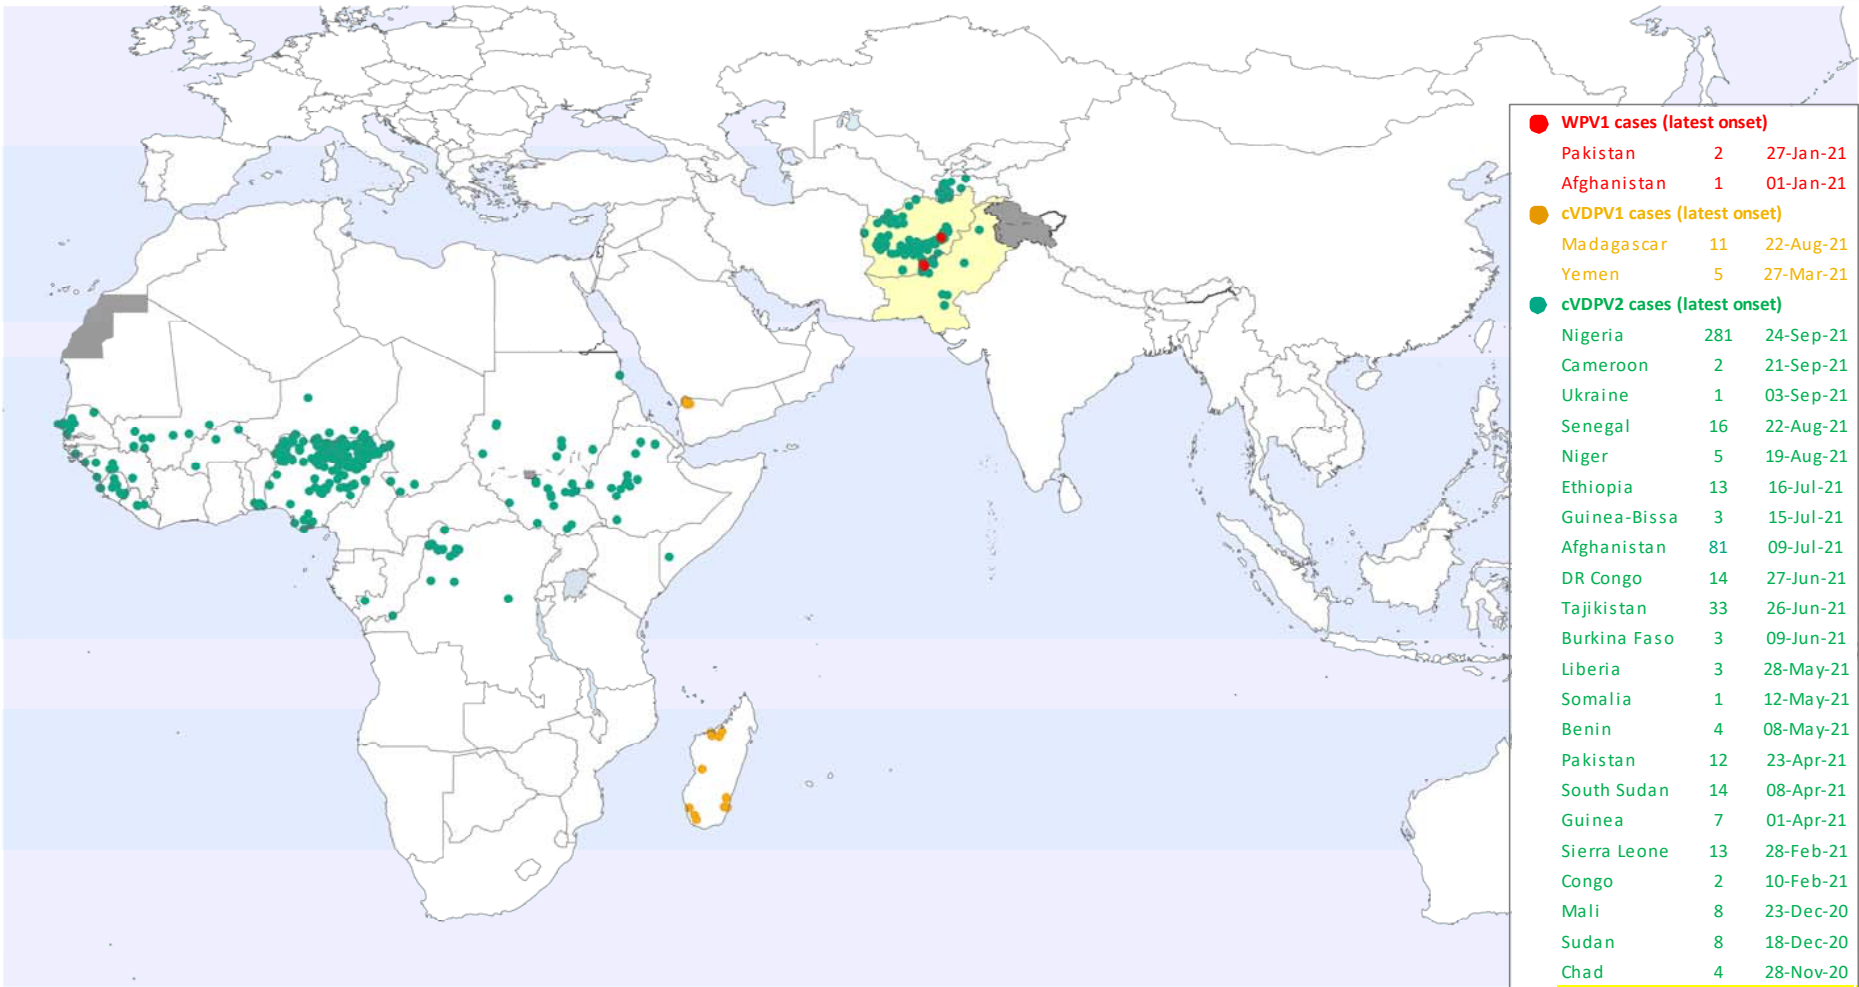 WPV1 cases (latest onset)
Pakistan 2 27-Jan-21
Afghanistan 1 01-Jan-21
cVDPV1 cases (latest onset)
Madagascar 11 22-Aug-21
Yemen 5 27-Mar-21
cVDPV2 cases (latest onset)
Nigeria 281 24-Sep-21
Cameroon 2 21-Sep-21
Ukraine 1 03-Sep-21
Senegal 16 22-Aug-21
Niger 5 19-Aug-21
Ethiopia 13 16-Jul-21
Guinea-Bissa 3 15-Jul-21
Afghanistan 81 09-Jul-21
DR Congo 14 27-Jun-21
Tajikistan 33 26-Jun-21
Burkina Faso 3 09-Jun-21
Liberia 3 28-May-21
Somalia 1 12-May-21
Benin 4 08-May-21
Pakistan 12 23-Apr-21
South Sudan 14 08-Apr-21
Guinea 7 01-Apr-21
Sierra Leone 13 28-Feb-21
Congo 2 10-Feb-21
Mali 8 23-Dec-20
Sudan 8 18-Dec-20
Chad 4 28-Nov-20